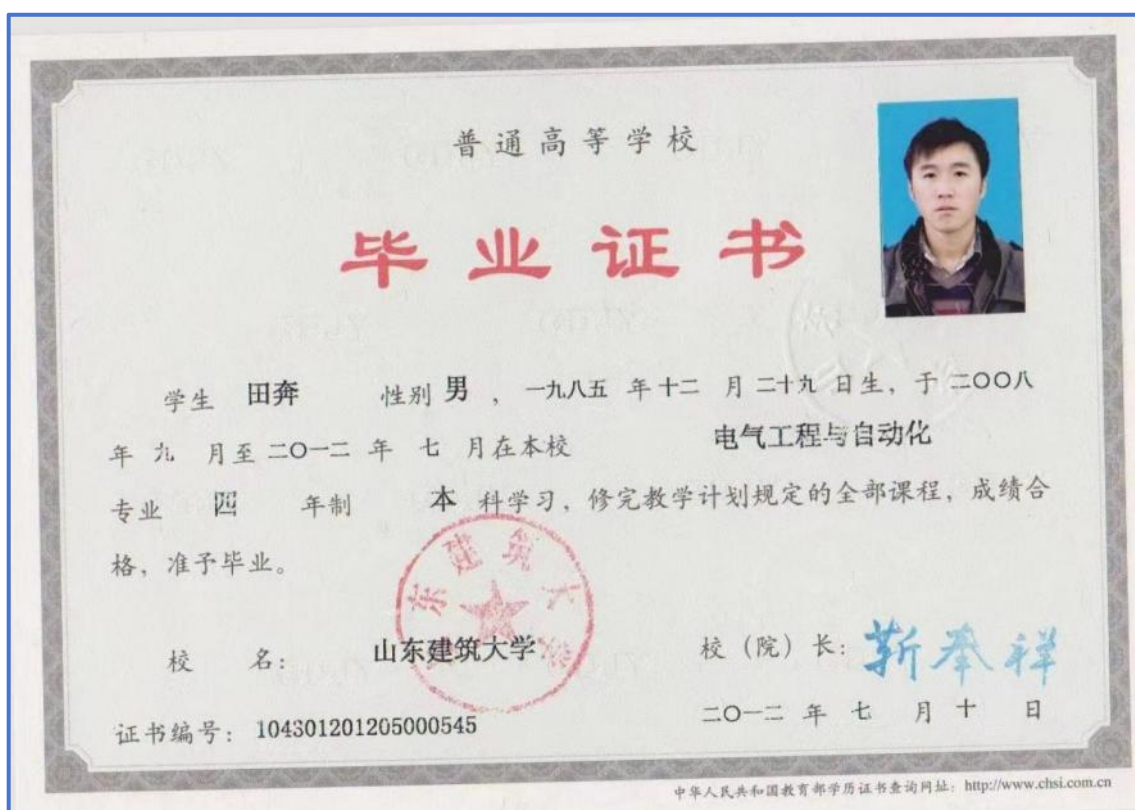 普通高等学校
毕业证书
学生 田奔 性别 男 ，一九八五 年 十二 月 二十九 日生，于 二〇〇八
年 九 月至 二〇一二 年 七 月在本校 电气工程与自动化
专业 四 年制 本 科学习，修完教学计划规定的全部课程，成绩合
格，准予毕业。
山东建筑大学
校 名： 山东建筑大学
校（院）长： 靳奉祥
证书编号： 104301201205000545
二〇一二 年 七 月 十 日
中华人民共和国教育部学历证书查询网址：http://www.chsi.com.cn